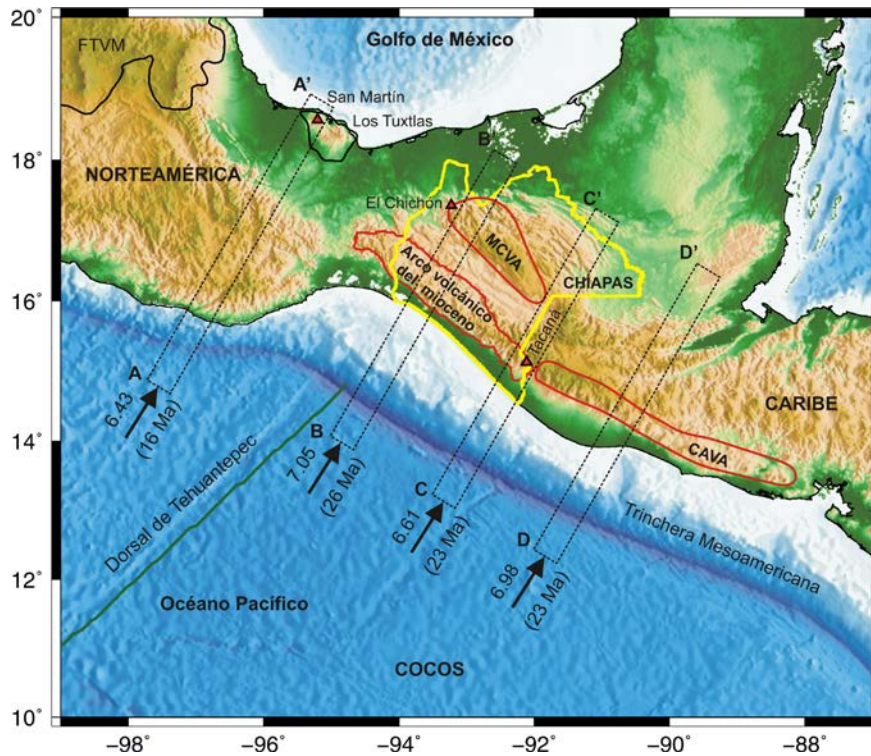 20°
18°
16°
14°
12°
10°
−98°
−96°
−94°
−92°
−90°
−88°
FTVM
Golfo de México
A'
San Martín
Los Tuxtlas
NORTEAMÉRICA
B'
El Chichón
MCVA
C'
CHIAPAS
D'
Arco volcánico
del mioceno
Tacaná
CARIBE
CAVA
A
6.43
(16 Ma)
B
7.05
(26 Ma)
C
6.61
(23 Ma)
D
6.98
(23 Ma)
Dorsal de Tehuantepec
Trinchera Mesoamericana
Océano Pacífico
COCOS